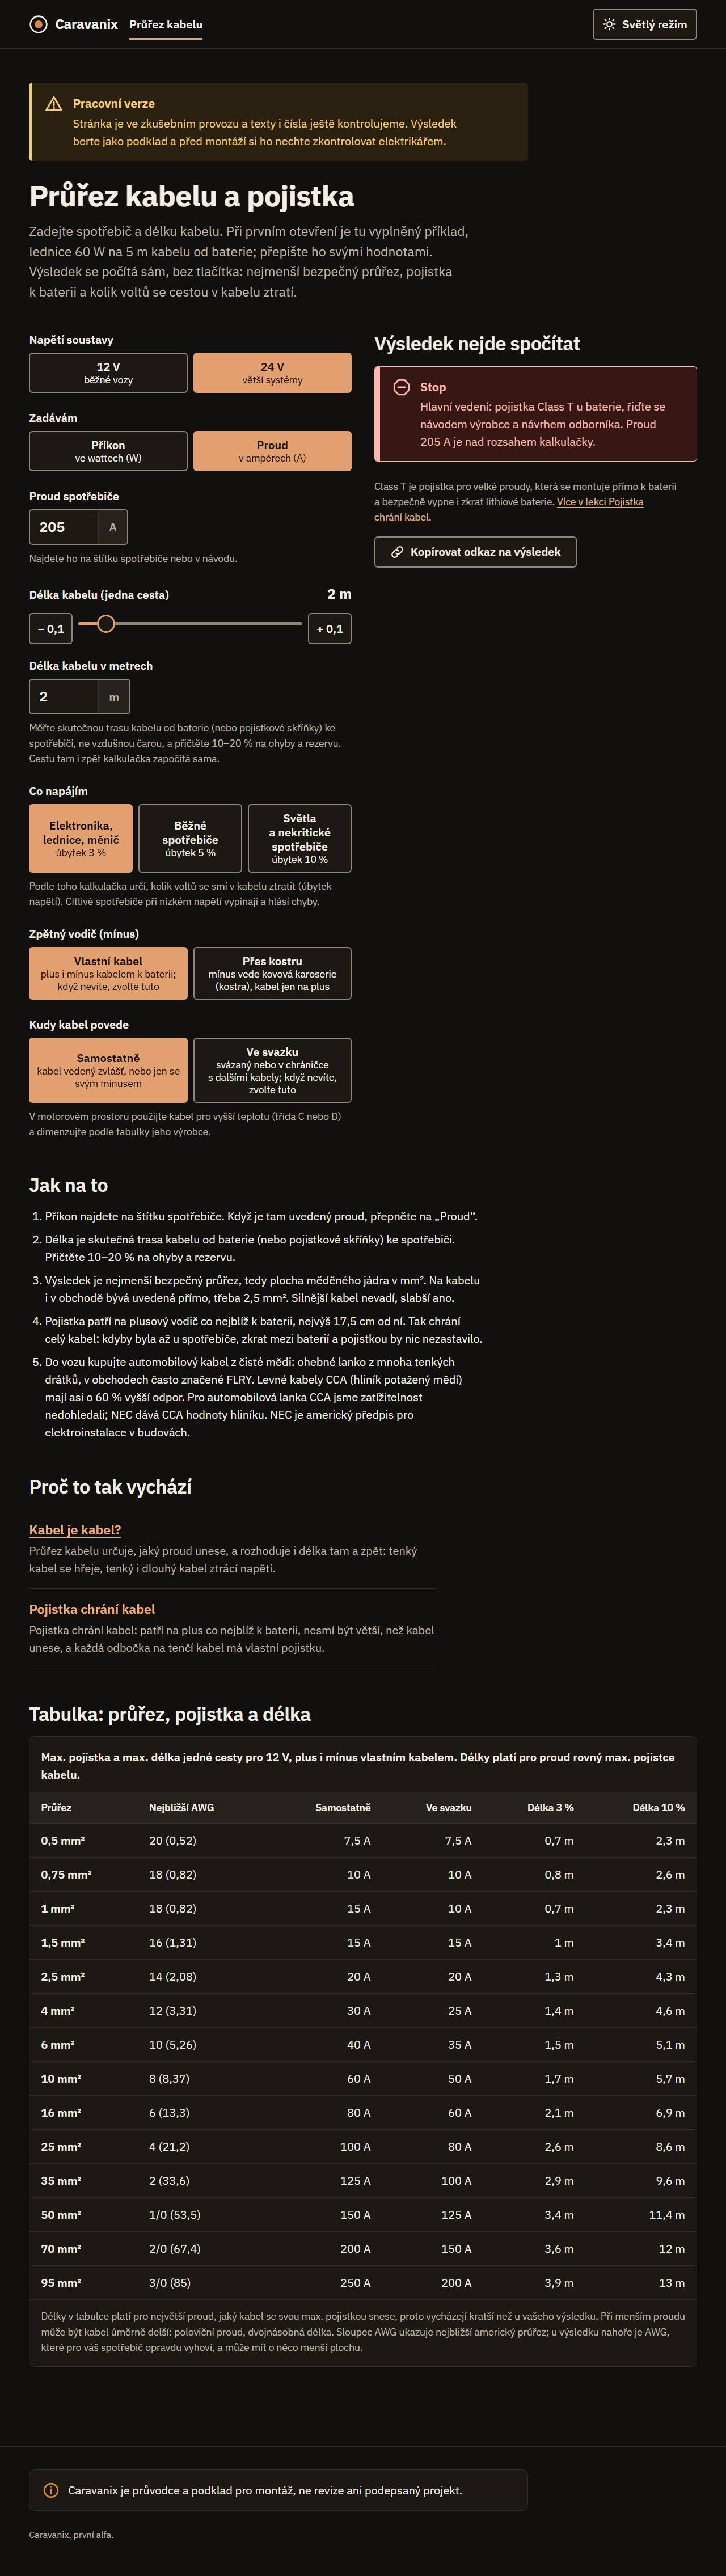 Caravanix
Průřez kabelu
Světlý režim
Pracovní verze
Stránka je ve zkušebním provozu a texty i čísla ještě kontrolujeme. Výsledek
berte jako podklad a před montáží si ho nechte zkontrolovat elektrikářem.
Průřez kabelu a pojistka
Zadejte spotřebič a délku kabelu. Při prvním otevření je tu vyplněný příklad,
lednice 60 W na 5 m kabelu od baterie; přepište ho svými hodnotami.
Výsledek se počítá sám, bez tlačítka: nejmenší bezpečný průřez, pojistka
k baterii a kolik voltů se cestou v kabelu ztratí.
Napětí soustavy
12 V
běžné vozy
24 V
větší systémy
Zadávám
Příkon
ve wattech (W)
Proud
v ampérech (A)
Proud spotřebiče
205 A
Najdete ho na štítku spotřebiče nebo v návodu.
Délka kabelu (jedna cesta) 2 m
− 0,1
+ 0,1
Délka kabelu v metrech
2 m
Měřte skutečnou trasu kabelu od baterie (nebo pojistkové skříňky) ke
spotřebiči, ne vzdušnou čarou, a přičtěte 10–20 % na ohyby a rezervu.
Cestu tam i zpět kalkulačka započítá sama.
Co napájím
Elektronika,
lednice, měnič
úbytek 3 %
Běžné
spotřebiče
úbytek 5 %
Světla
a nekritické
spotřebiče
úbytek 10 %
Podle toho kalkulačka určí, kolik voltů se smí v kabelu ztratit (úbytek
napětí). Citlivé spotřebiče při nízkém napětí vypínají a hlásí chyby.
Zpětný vodič (mínus)
Vlastní kabel
plus i mínus kabelem k baterii;
když nevíte, zvolte tuto
Přes kostru
mínus vede kovová karoserie
(kostra), kabel jen na plus
Kudy kabel povede
Samostatně
kabel vedený zvlášť, nebo jen se
svým mínusem
Ve svazku
svázaný nebo v chráničce
s dalšími kabely; když nevíte,
zvolte tuto
V motorovém prostoru použijte kabel pro vyšší teplotu (třída C nebo D)
a dimenzujte podle tabulky jeho výrobce.
Výsledek nejde spočítat
Stop
Hlavní vedení: pojistka Class T u baterie, řiďte se
návodem výrobce a návrhem odborníka. Proud
205 A je nad rozsahem kalkulačky.
Class T je pojistka pro velké proudy, která se montuje přímo k baterii
a bezpečně vypne i zkrat lithiové baterie. Více v lekci Pojistka
chrání kabel.
Kopírovat odkaz na výsledek
Jak na to
1. Příkon najdete na štítku spotřebiče. Když je tam uvedený proud, přepněte na „Proud“.
2. Délka je skutečná trasa kabelu od baterie (nebo pojistkové skříňky) ke spotřebiči.
Přičtěte 10–20 % na ohyby a rezervu.
3. Výsledek je nejmenší bezpečný průřez, tedy plocha měděného jádra v mm². Na kabelu
i v obchodě bývá uvedená přímo, třeba 2,5 mm². Silnější kabel nevadí, slabší ano.
4. Pojistka patří na plusový vodič co nejblíž k baterii, nejvýš 17,5 cm od ní. Tak chrání
celý kabel: kdyby byla až u spotřebiče, zkrat mezi baterií a pojistkou by nic nezastavilo.
5. Do vozu kupujte automobilový kabel z čisté mědi: ohebné lanko z mnoha tenkých
drátků, v obchodech často značené FLRY. Levné kabely CCA (hliník potažený mědí)
mají asi o 60 % vyšší odpor. Pro automobilová lanka CCA jsme zatížitelnost
nedohledali; NEC dává CCA hodnoty hliníku. NEC je americký předpis pro
elektroinstalace v budovách.
Proč to tak vychází
Kabel je kabel?
Průřez kabelu určuje, jaký proud unese, a rozhoduje i délka tam a zpět: tenký
kabel se hřeje, tenký i dlouhý kabel ztrácí napětí.
Pojistka chrání kabel
Pojistka chrání kabel: patří na plus co nejblíž k baterii, nesmí být větší, než kabel
unese, a každá odbočka na tenčí kabel má vlastní pojistku.
Tabulka: průřez, pojistka a délka
Max. pojistka a max. délka jedné cesty pro 12 V, plus i mínus vlastním kabelem. Délky platí pro proud rovný max. pojistce
kabelu.
Průřez Nejbližší AWG Samostatně Ve svazku Délka 3 % Délka 10 %
0,5 mm² 20 (0,52) 7,5 A 7,5 A 0,7 m 2,3 m
0,75 mm² 18 (0,82) 10 A 10 A 0,8 m 2,6 m
1 mm² 18 (0,82) 15 A 10 A 0,7 m 2,3 m
1,5 mm² 16 (1,31) 15 A 15 A 1 m 3,4 m
2,5 mm² 14 (2,08) 20 A 20 A 1,3 m 4,3 m
4 mm² 12 (3,31) 30 A 25 A 1,4 m 4,6 m
6 mm² 10 (5,26) 40 A 35 A 1,5 m 5,1 m
10 mm² 8 (8,37) 60 A 50 A 1,7 m 5,7 m
16 mm² 6 (13,3) 80 A 60 A 2,1 m 6,9 m
25 mm² 4 (21,2) 100 A 80 A 2,6 m 8,6 m
35 mm² 2 (33,6) 125 A 100 A 2,9 m 9,6 m
50 mm² 1/0 (53,5) 150 A 125 A 3,4 m 11,4 m
70 mm² 2/0 (67,4) 200 A 150 A 3,6 m 12 m
95 mm² 3/0 (85) 250 A 200 A 3,9 m 13 m
Délky v tabulce platí pro největší proud, jaký kabel se svou max. pojistkou snese, proto vycházejí kratší než u vašeho výsledku. Při menším proudu
může být kabel úměrně delší: poloviční proud, dvojnásobná délka. Sloupec AWG ukazuje nejbližší americký průřez; u výsledku nahoře je AWG,
které pro váš spotřebič opravdu vyhoví, a může mít o něco menší plochu.
Caravanix je průvodce a podklad pro montáž, ne revize ani podepsaný projekt.
Caravanix, první alfa.